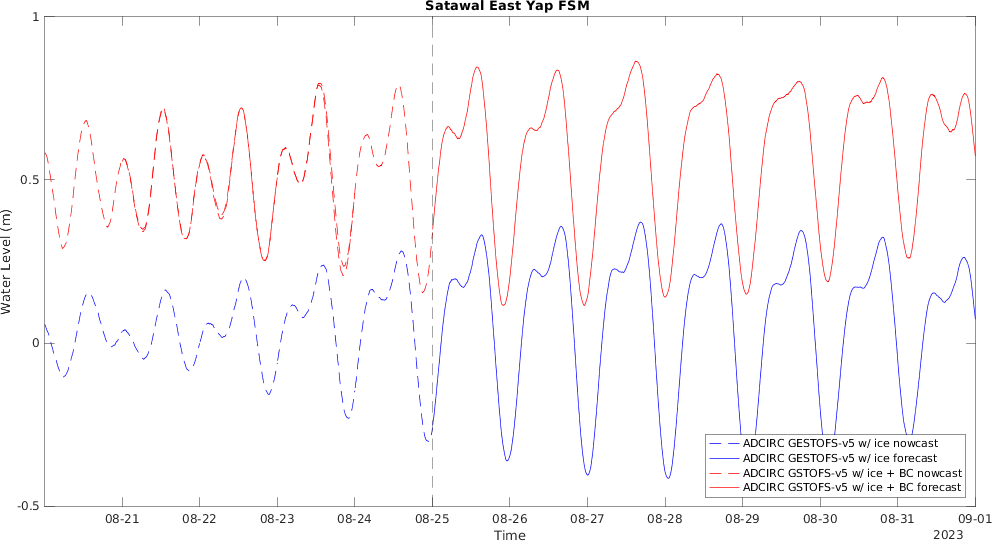 Satawal East Yap FSM
1
0.5
0
-0.5
Water Level (m)
ADCIRC GESTOFS-v5 w/ ice nowcast
ADCIRC GESTOFS-v5 w/ ice forecast
ADCIRC GSTOFS-v5 w/ ice + BC nowcast
ADCIRC GSTOFS-v5 w/ ice + BC forecast
08-21 08-22 08-23 08-24 08-25 08-26 08-27 08-28 08-29 08-30 08-31 09-01
Time
2023